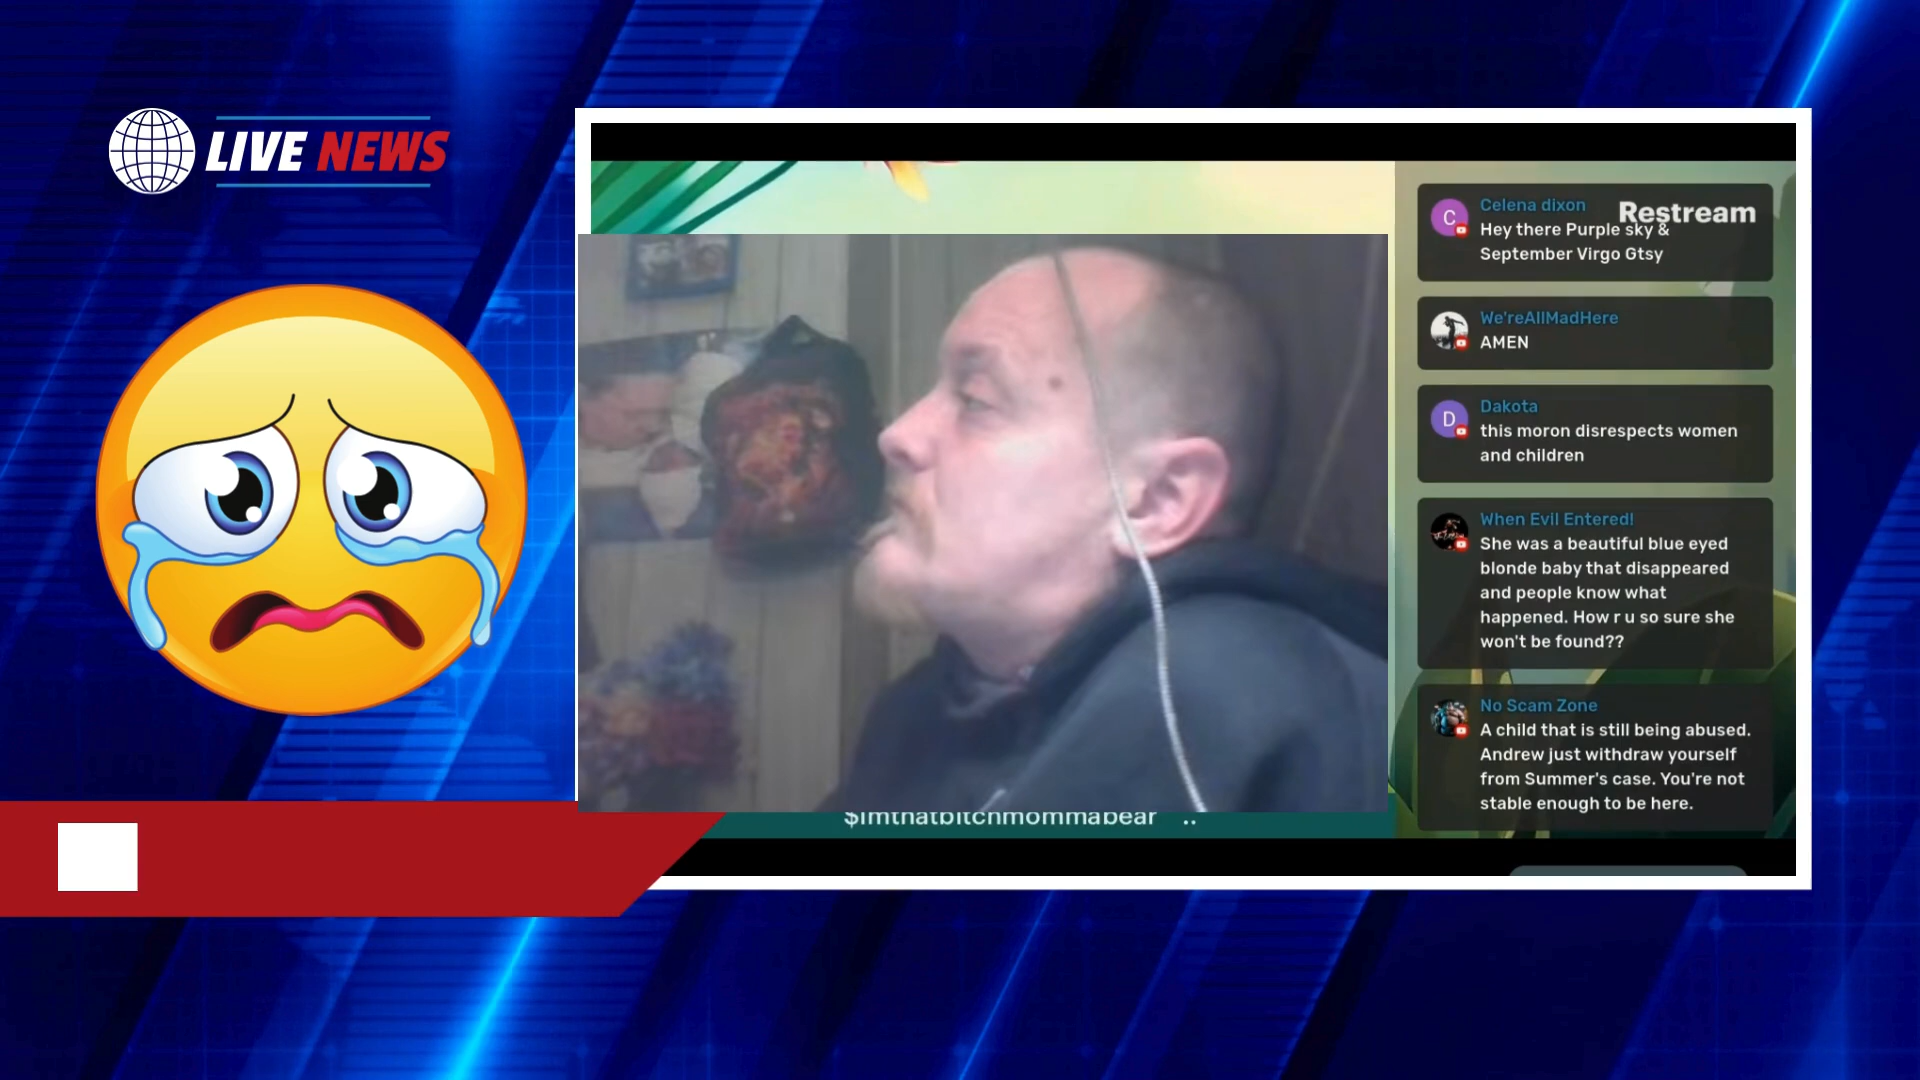 LIVE NEWS
Restream
C
Celena dixon
Hey there Purple sky &
September Virgo Gtsy
We'reAllMadHere
AMEN
D
Dakota
this moron disrespects women
and children
When Evil Entered!
She was a beautiful blue eyed
blonde baby that disappeared
and people know what
happened. How r u so sure she
won't be found??
No Scam Zone
A child that is still being abused.
Andrew just withdraw yourself
from Summer's case. You're not
stable enough to be here.
$imthatbitchmommabear ..